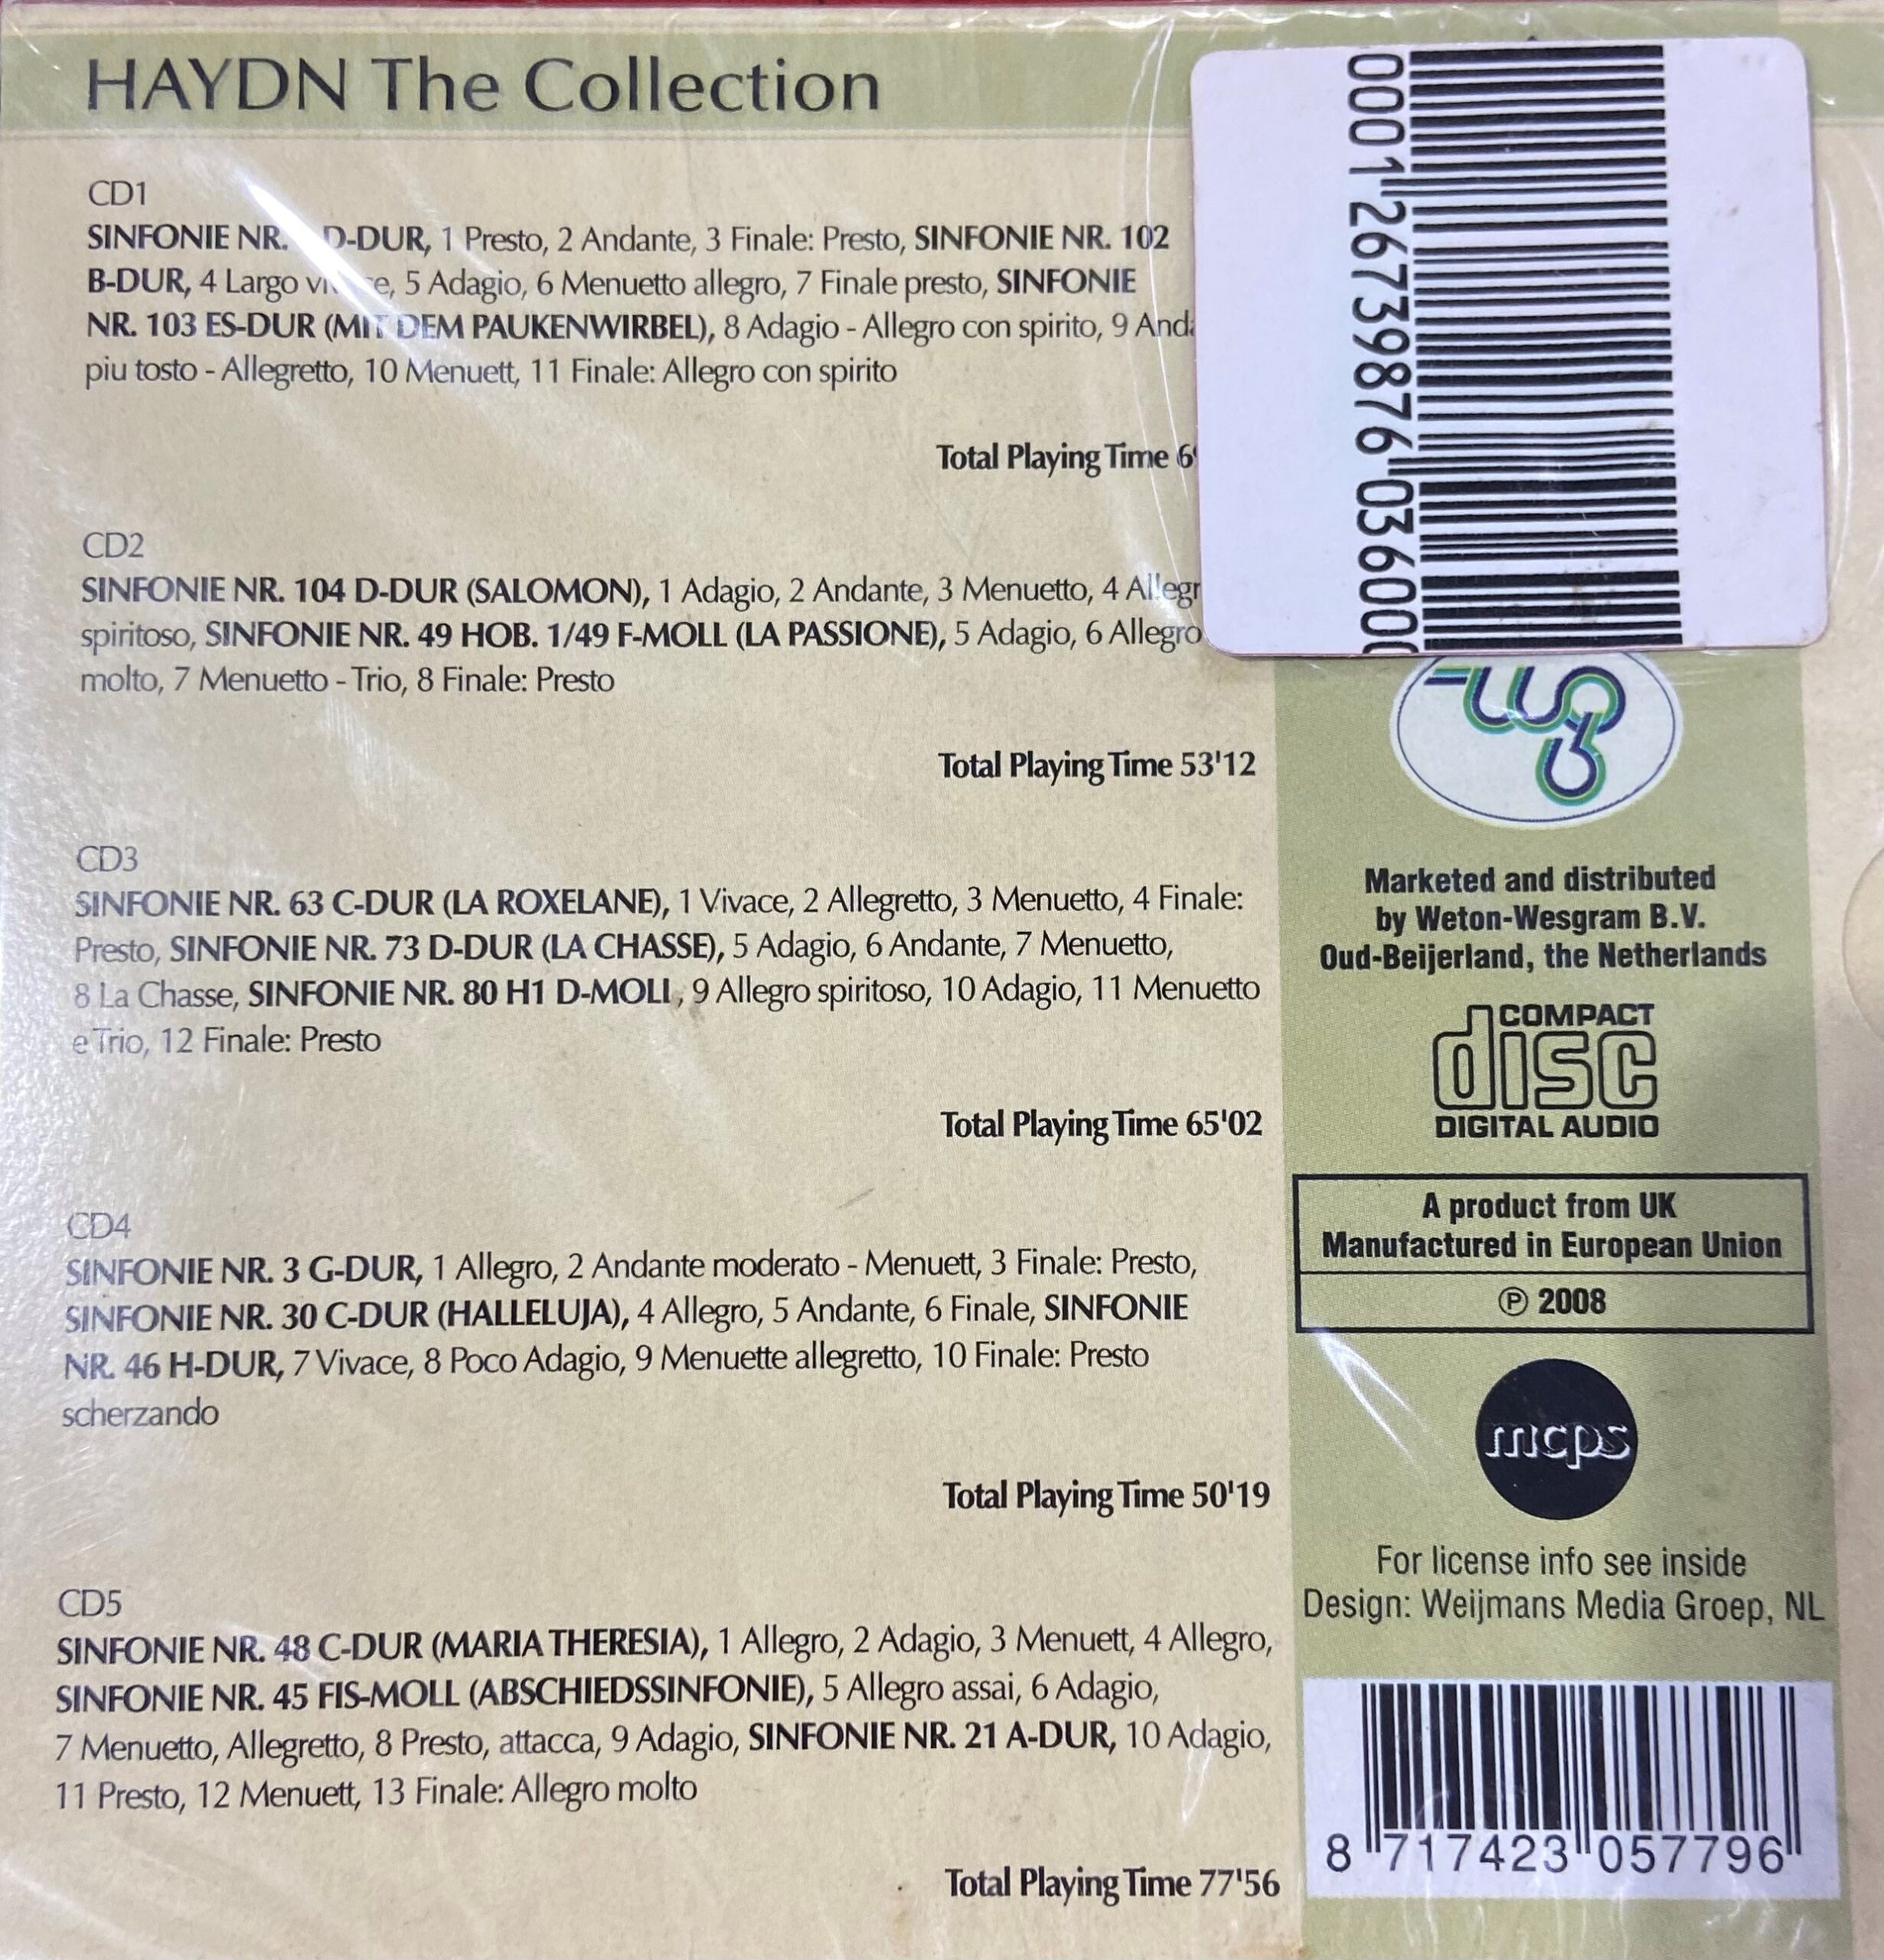 HAYDN The Collection
CD1
SINFONIE NR. D-DUR, 1 Presto, 2 Andante, 3 Finale: Presto, SINFONIE NR. 102
B-DUR, 4 Largo, 5 Adagio, 6 Menuetto allegro, 7 Finale presto, SINFONIE
NR. 103 ES-DUR (MIT DEM PAUKENWIRBEL), 8 Adagio - Allegro con spirito, 9
piu tosto - Allegretto, 10 Menuett, 11 Finale: Allegro con spirito
Total Playing Time
CD2
SINFONIE NR. 104 D-DUR (SALOMON), 1 Adagio, 2 Andante, 3 Menuetto, 4
spiritoso, SINFONIE NR. 49 HOB. 1/49 F-MOLL (LA PASSIONE), 5 Adagio, 6 Allegro
molto, 7 Menuetto - Trio, 8 Finale: Presto
Total Playing Time 53'12
CD3
SINFONIE NR. 63 C-DUR (LA ROXELANE), 1 Vivace, 2 Allegretto, 3 Menuetto, 4 Finale:
Presto, SINFONIE NR. 73 D-DUR (LA CHASSE), 5 Adagio, 6 Andante, 7 Menuetto,
8 La Chasse, SINFONIE NR. 80 H1 D-MOLL, 9 Allegro spiritoso, 10 Adagio, 11 Menuetto
e Trio, 12 Finale: Presto
Total Playing Time 65'02
CD4
SINFONIE NR. 3 G-DUR, 1 Allegro, 2 Andante moderato - Menuett, 3 Finale: Presto,
SINFONIE NR. 30 C-DUR (HALLELUJA), 4 Allegro, 5 Andante, 6 Finale, SINFONIE
NR. 46 H-DUR, 7 Vivace, 8 Poco Adagio, 9 Menuette allegretto, 10 Finale: Presto
scherzando
Total Playing Time 50'19
CD5
SINFONIE NR. 48 C-DUR (MARIA THERESIA), 1 Allegro, 2 Adagio, 3 Menuett, 4 Allegro,
SINFONIE NR. 45 FIS-MOLL (ABSCHIEDSSINFONIE), 5 Allegro assai, 6 Adagio,
7 Menuetto, Allegretto, 8 Presto, attacca, 9 Adagio, SINFONIE NR. 21 A-DUR, 10 Adagio,
11 Presto, 12 Menuett, 13 Finale: Allegro molto
Total Playing Time 77'56
000126739876036000
Marketed and distributed
by Weton-Wesgram B.V.
Oud-Beijerland, the Netherlands
COMPACT
disc
DIGITAL AUDIO
A product from UK
Manufactured in European Union
℗ 2008
mcps
For license info see inside
Design: Weijmans Media Groep, NL
8 717423 057796